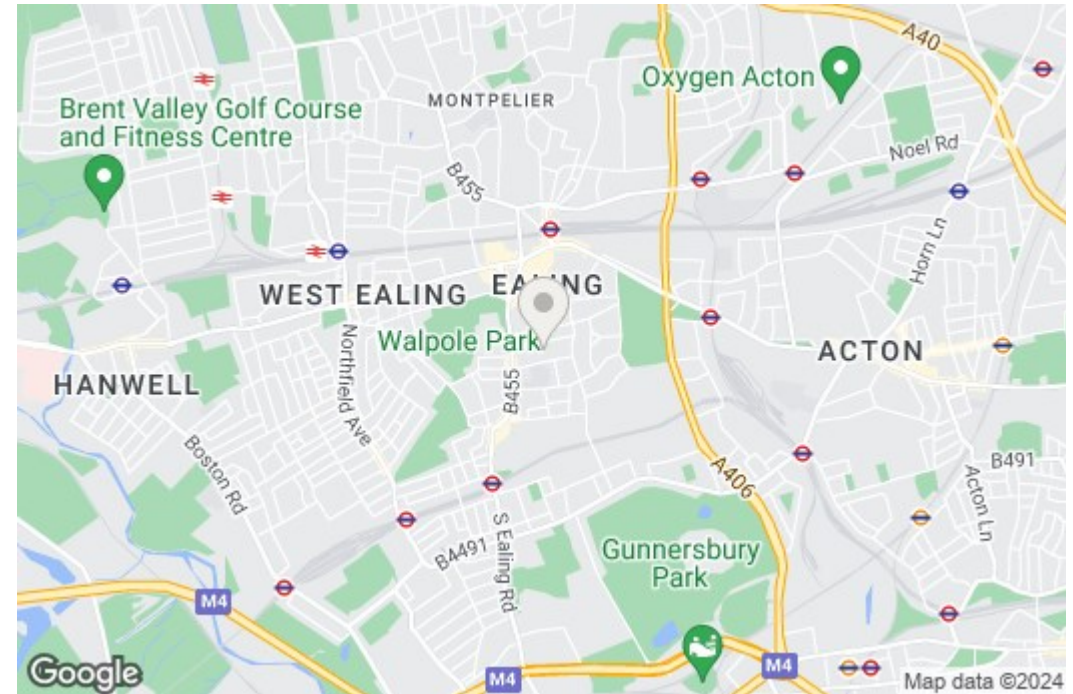 A40
Oxygen Acton
MONTPELIER
Brent Valley Golf Course
and Fitness Centre
Noel Rd
B455
Horn Ln
WEST EALING
EALING
Walpole Park
ACTON
Northfield Ave
B455
HANWELL
Boston Rd
A406
B491
Acton Ln
S Ealing Rd
B4491
Gunnersbury
Park
M4
M4
M4
Google
Map data ©2024